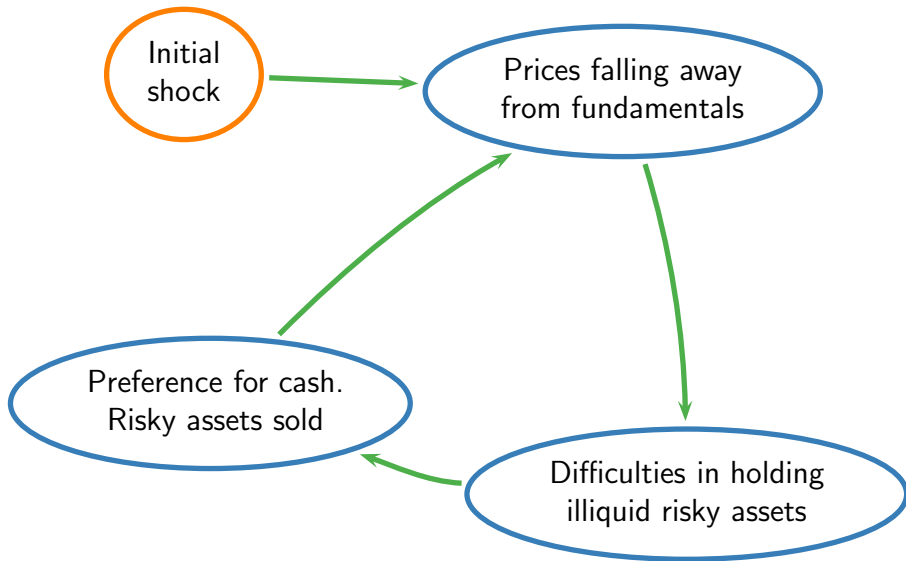 Initial
shock
Prices falling away
from fundamentals
Preference for cash.
Risky assets sold
Difficulties in holding
illiquid risky assets